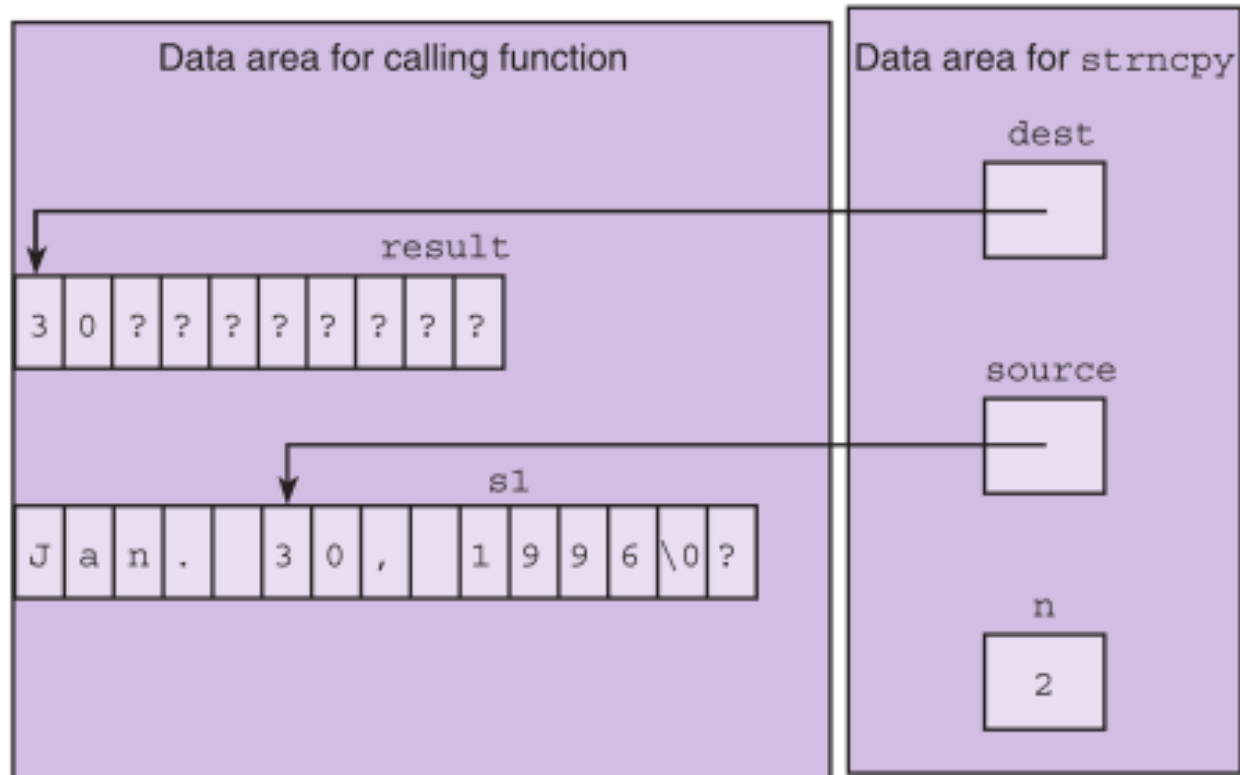 Data area for calling function
Data area for strncpy
dest
result
3 0 ? ? ? ? ? ? ? ?
source
s1
J a n . 3 0 , 1 9 9 6 \0 ?
n
2